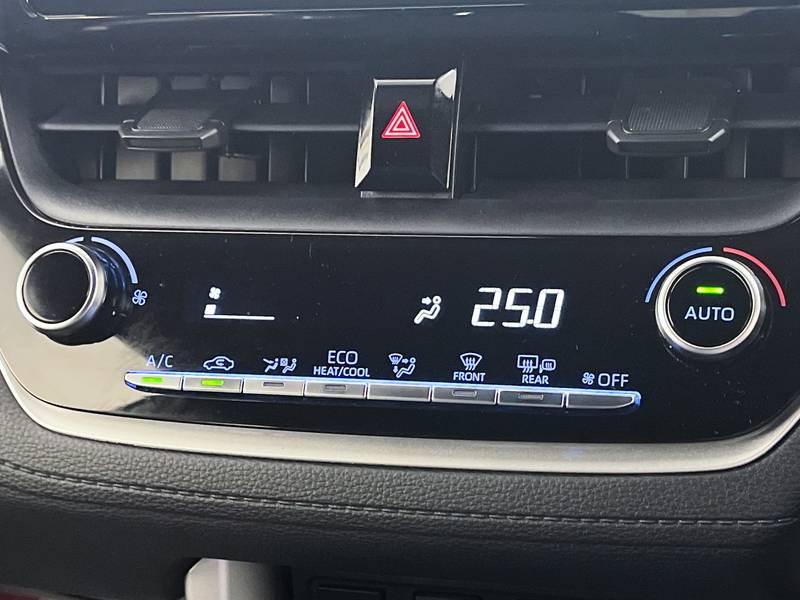 25.0
AUTO
A/C
ECO
HEAT/COOL
FRONT
REAR
OFF